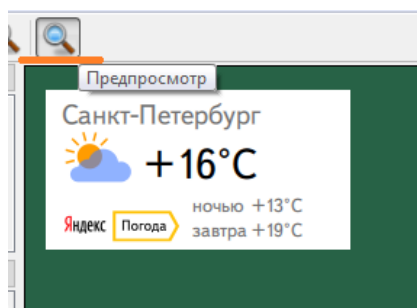 Предпросмотр
Санкт-Петербург
+16°C
ночью +13°C
Яндекс Погода
завтра +19°C